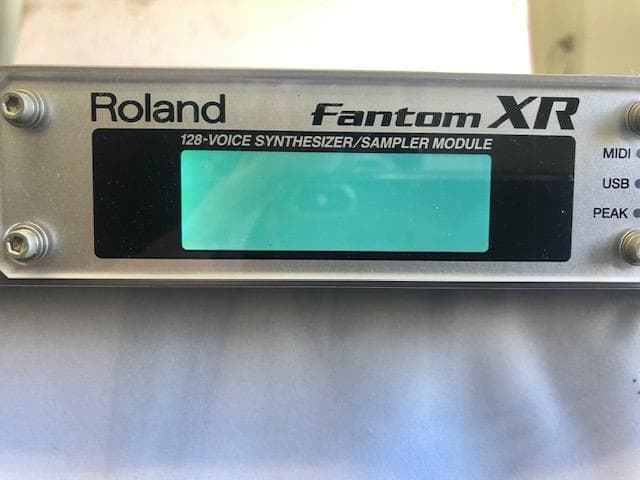 Roland
Fantom XR
128-VOICE SYNTHESIZER/SAMPLER MODULE
MIDI
USB
PEAK